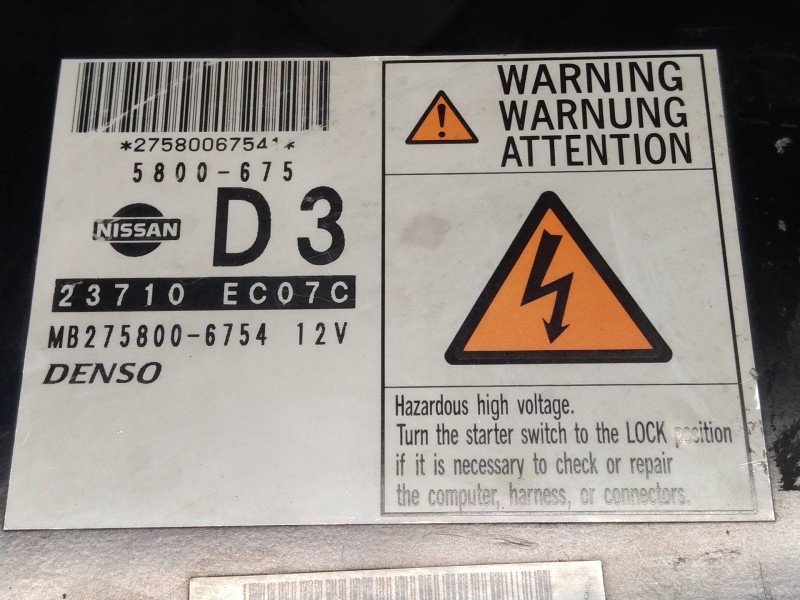 *2758006754*
5800-675
NISSAN D3
23710 EC07C
MB275800-6754 12V
DENSO
WARNING
WARNUNG
ATTENTION
Hazardous high voltage.
Turn the starter switch to the LOCK position
if it is necessary to check or repair
the computer, harness, or connectors.